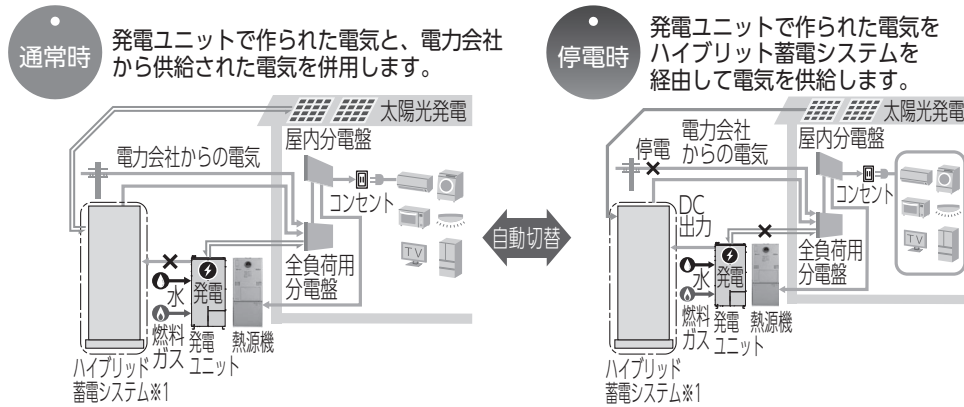 通常時
発電ユニットで作られた電気と、電力会社
から供給された電気を併用します。
太陽光発電
屋内分電盤
電力会社からの電気
コンセント
TV
全負荷用
分電盤
水
発電
燃料
ガス
発電
ユニット
熱源機
ハイブリッド
蓄電システム※1
自動切替
停電時
発電ユニットで作られた電気を
ハイブリット蓄電システムを
経由して電気を供給します。
太陽光発電
屋内分電盤
停電
電力会社
からの電気
コンセント
TV
DC
出力
全負荷用
分電盤
水
発電
燃料
ガス
発電
ユニット
熱源機
ハイブリッド
蓄電システム※1